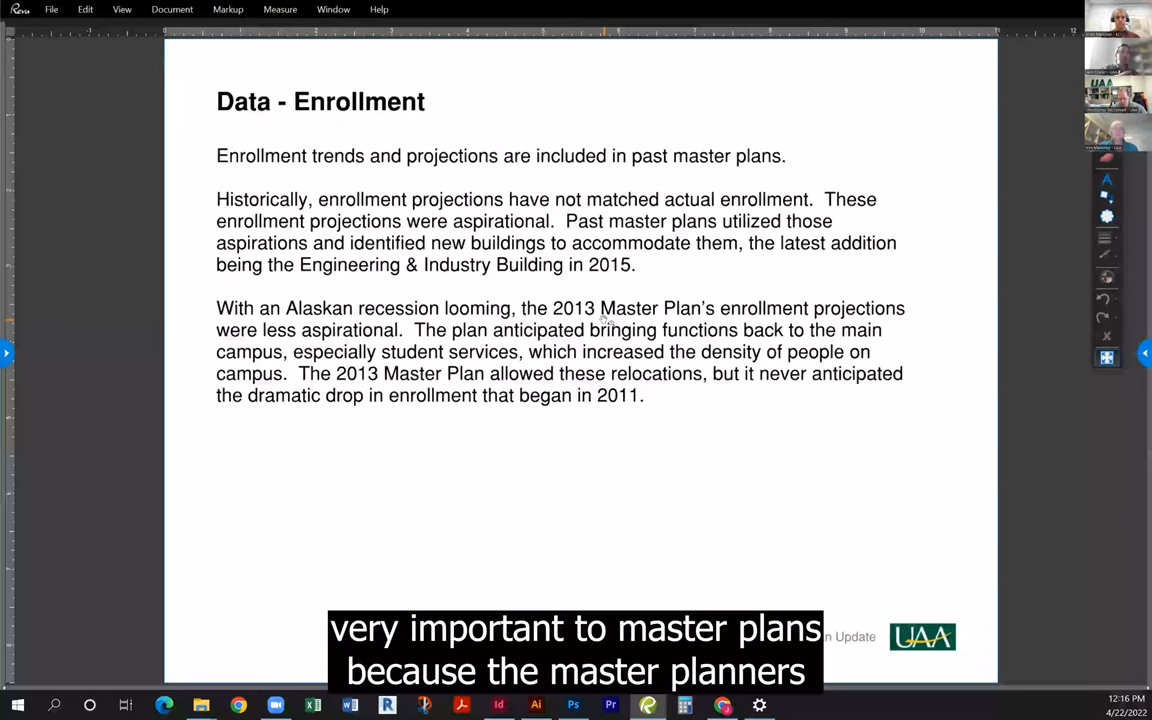 Revu File Edit View Document Markup Measure Window Help
Data - Enrollment
Enrollment trends and projections are included in past master plans.
Historically, enrollment projections have not matched actual enrollment. These
enrollment projections were aspirational. Past master plans utilized those
aspirations and identified new buildings to accommodate them, the latest addition
being the Engineering & Industry Building in 2015.
With an Alaskan recession looming, the 2013 Master Plan's enrollment projections
were less aspirational. The plan anticipated bringing functions back to the main
campus, especially student services, which increased the density of people on
campus. The 2013 Master Plan allowed these relocations, but it never anticipated
the dramatic drop in enrollment that began in 2011.
very important to master plans
because the master planners
n Update
UAA
12:16 PM
4/22/2022